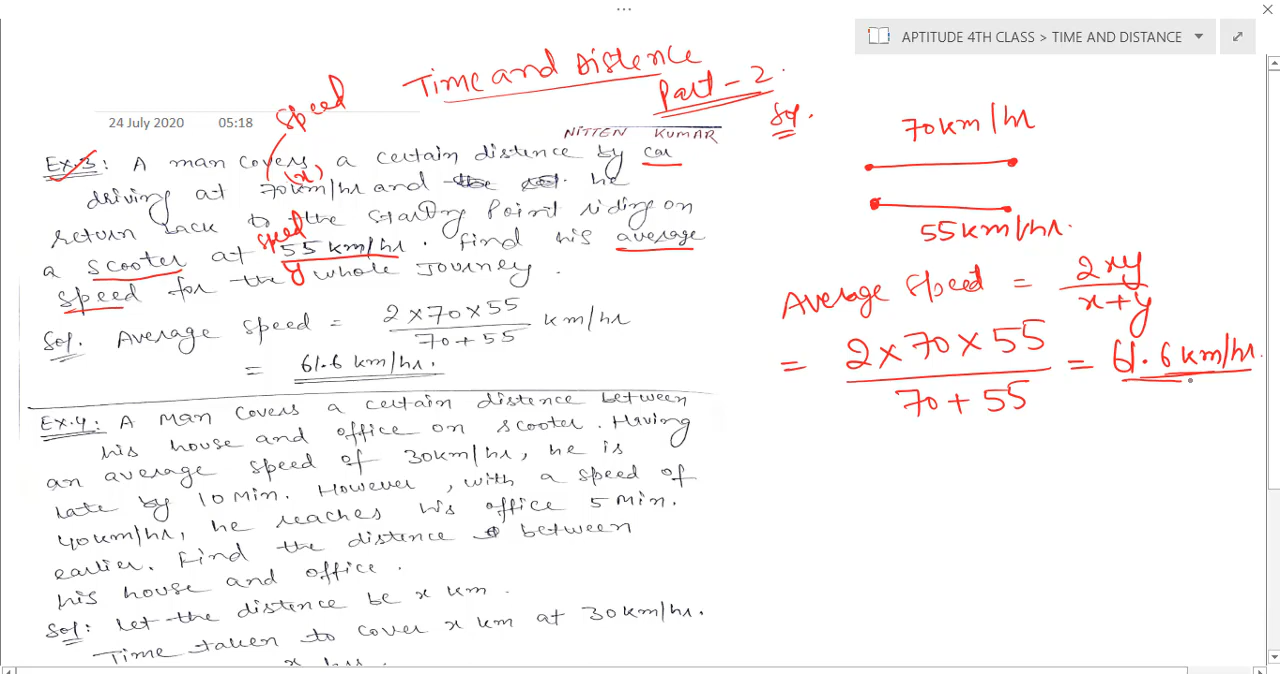 APTITUDE 4TH CLASS > TIME AND DISTANCE
Time and Distence
Part - 2
24 July 2020 05:18
NITTEN KUMAR
speed
Ex.3: A man covers a certain distence by car
(x)
driving at 70km/hr and he
return back to the starting point riding on
speed
a scooter at 55 km/hr. find his average
y
speed for the whole journey.
Sol. Average speed = 2×70×55 / 70+55 km/hr
= 61.6 km/hr.
Ex.4: A man covers a certain distence between
his house and office on scooter. Having
an average speed of 30km/hr, he is
late by 10 min. However, with a speed of
40km/hr, he reaches his office 5 min.
earlier. Find the distence between
his house and office.
Sol: Let the distence be x km.
Time taken to cover x km at 30km/hr.
x hrs.
Sol.
70km/hr
55km/hr.
Average speed = 2xy / x+y
= 2×70×55 / 70+55 = 61.6 km/hr.